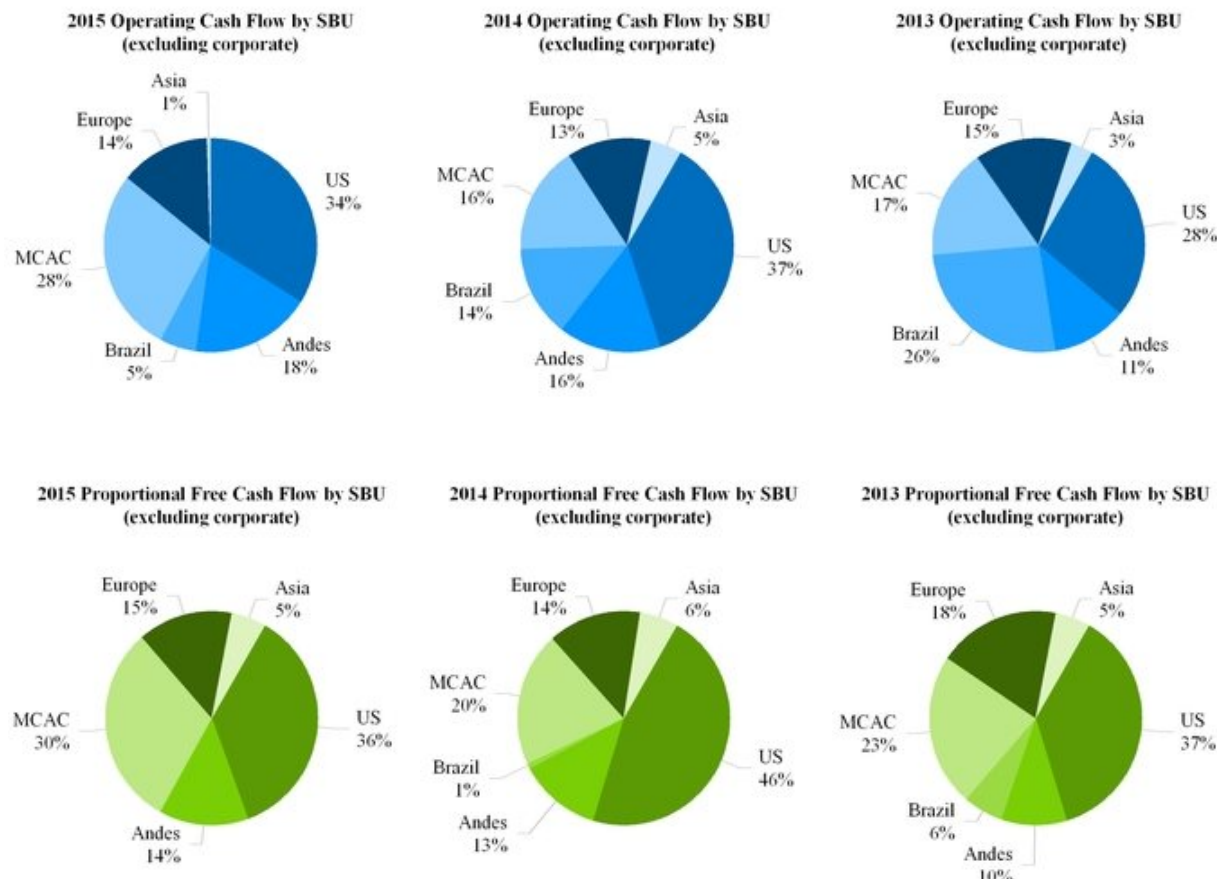 2015 Operating Cash Flow by SBU
(excluding corporate)
Asia
1%
Europe
14%
US
34%
MCAC
28%
Brazil
5%
Andes
18%
2014 Operating Cash Flow by SBU
(excluding corporate)
Europe
13%
Asia
5%
MCAC
16%
US
37%
Brazil
14%
Andes
16%
2013 Operating Cash Flow by SBU
(excluding corporate)
Europe
15%
Asia
3%
MCAC
17%
US
28%
Brazil
26%
Andes
11%
2015 Proportional Free Cash Flow by SBU
(excluding corporate)
Europe
15%
Asia
5%
MCAC
30%
US
36%
Andes
14%
2014 Proportional Free Cash Flow by SBU
(excluding corporate)
Europe
14%
Asia
6%
MCAC
20%
US
46%
Brazil
1%
Andes
13%
2013 Proportional Free Cash Flow by SBU
(excluding corporate)
Europe
18%
Asia
5%
MCAC
23%
US
37%
Brazil
6%
Andes
10%